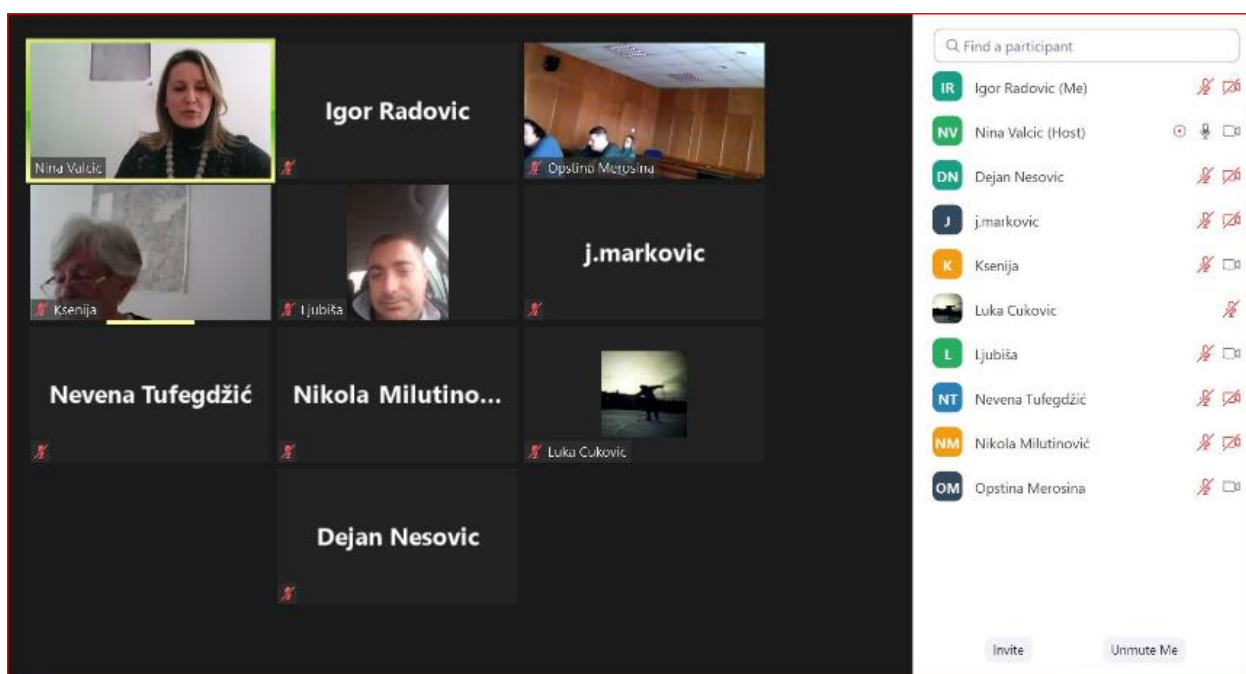 Nina Valcic
Igor Radovic
Opstina Merosina
Ksenija
Ljubiša
j.markovic
Nevena Tufegdžić
Nikola Milutino...
Luka Cukovic
Dejan Nesovic
Find a participant
IR Igor Radovic (Me)
NV Nina Valcic (Host)
DN Dejan Nesovic
J j.markovic
K Ksenija
Luka Cukovic
L Ljubiša
NT Nevena Tufegdžić
NM Nikola Milutinović
OM Opstina Merosina
Invite Unmute Me